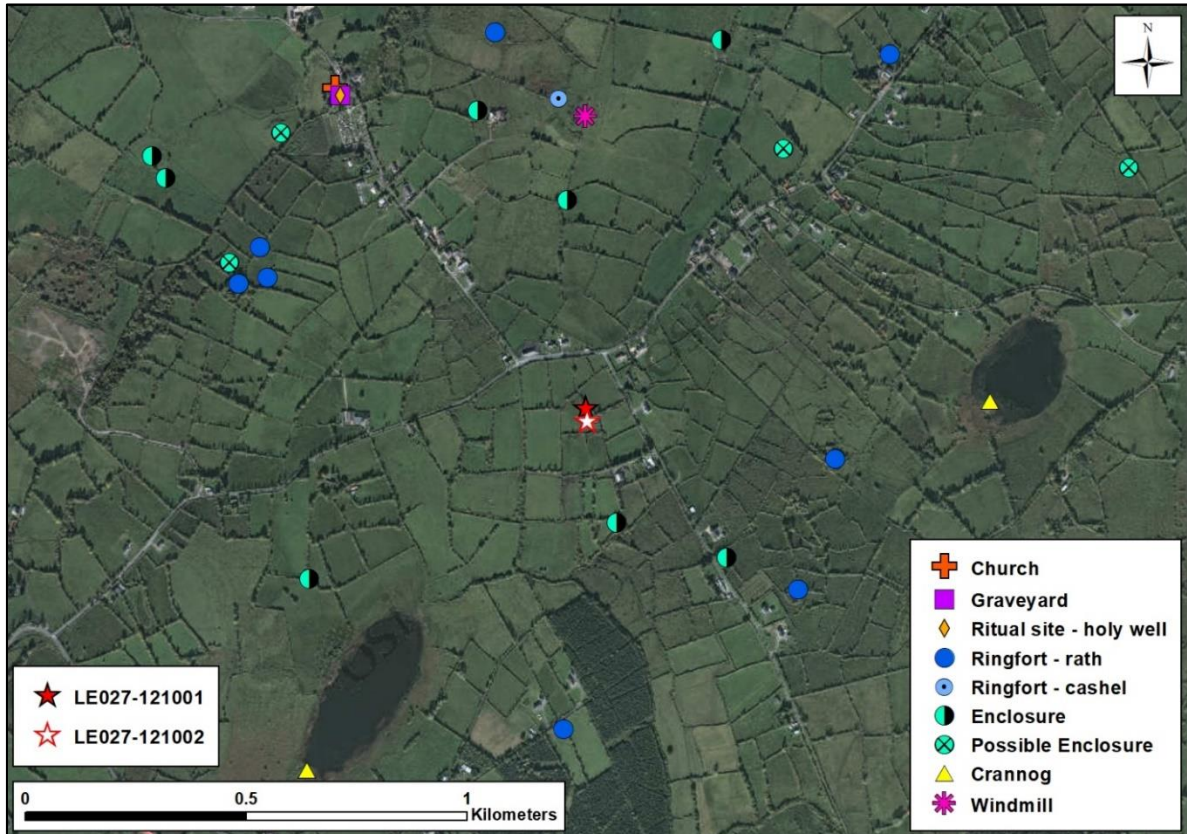 N
Church
Graveyard
Ritual site - holy well
Ringfort - rath
Ringfort - cashel
Enclosure
Possible Enclosure
Crannog
Windmill
LE027-121001
LE027-121002
0 0.5 1
Kilometers